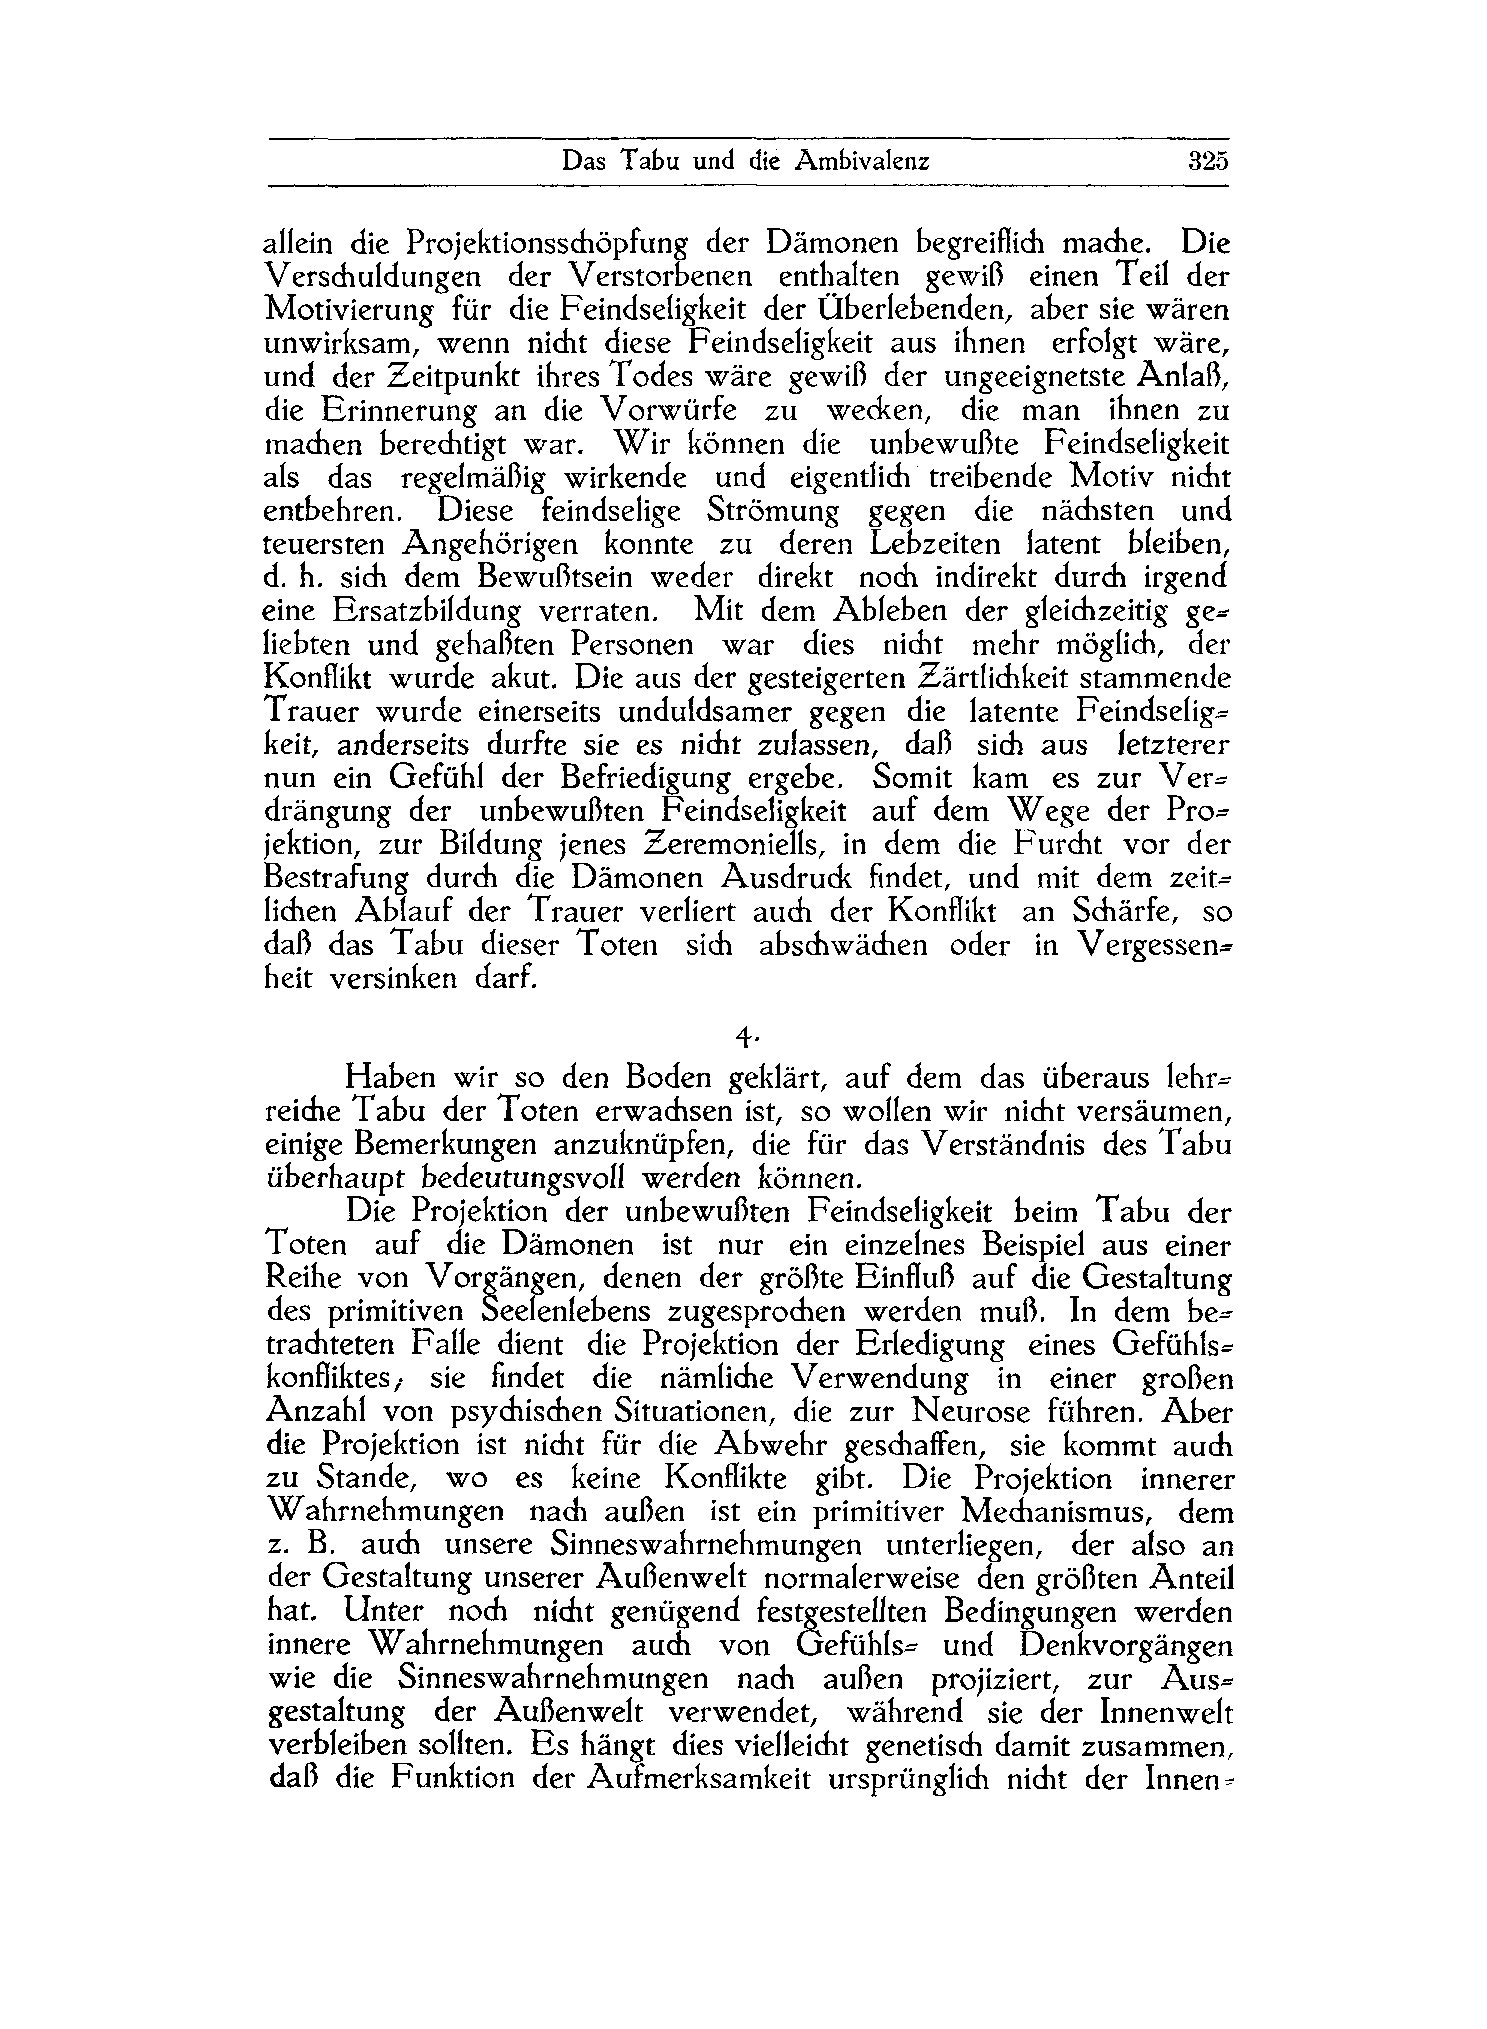 Das Tabu und die Ambivalenz 325
allein die Projektionsschöpfung der Dämonen begreiflich mache. Die
Verschuldungen der Verstorbenen enthalten gewiß einen Teil der
Motivierung für die Feindseligkeit der Überlebenden, aber sie wären
unwirksam, wenn nicht diese Feindseligkeit aus ihnen erfolgt wäre,
und der Zeitpunkt ihres Todes wäre gewiß der ungeeignetste Anlaß,
die Erinnerung an die Vorwürfe zu wecken, die man ihnen zu
machen berechtigt war. Wir können die unbewußte Feindseligkeit
als das regelmäßig wirkende und eigentlich treibende Motiv nicht
entbehren. Diese feindselige Strömung gegen die nächsten und
teuersten Angehörigen konnte zu deren Lebzeiten latent bleiben,
d. h. sich dem Bewußtsein weder direkt noch indirekt durch irgend
eine Ersatzbildung verraten. Mit dem Ableben der gleichzeitig ge-
liebten und gehaßten Personen war dies nicht mehr möglich, der
Konflikt wurde akut. Die aus der gesteigerten Zärtlichkeit stammende
Trauer wurde einerseits unduldsamer gegen die latente Feindselig-
keit, anderseits durfte sie es nicht zulassen, daß sich aus letzterer
nun ein Gefühl der Befriedigung ergebe. Somit kam es zur Ver-
drängung der unbewußten Feindseligkeit auf dem Wege der Pro-
jektion, zur Bildung jenes Zeremoniells, in dem die Furcht vor der
Bestrafung durch die Dämonen Ausdruck findet, und mit dem zeit-
lichen Ablauf der Trauer verliert auch der Konflikt an Schärfe, so
daß das Tabu dieser Toten sich abschwächen oder in Vergessen-
heit versinken darf.
4.
Haben wir so den Boden geklärt, auf dem das überaus lehr-
reiche Tabu der Toten erwachsen ist, so wollen wir nicht versäumen,
einige Bemerkungen anzuknüpfen, die für das Verständnis des Tabu
überhaupt bedeutungsvoll werden können.
Die Projektion der unbewußten Feindseligkeit beim Tabu der
Toten auf die Dämonen ist nur ein einzelnes Beispiel aus einer
Reihe von Vorgängen, denen der größte Einfluß auf die Gestaltung
des primitiven Seelenlebens zugesprochen werden muß. In dem be-
trachteten Falle dient die Projektion der Erledigung eines Gefühls-
konfliktes; sie findet die nämliche Verwendung in einer großen
Anzahl von psychischen Situationen, die zur Neurose führen. Aber
die Projektion ist nicht für die Abwehr geschaffen, sie kommt auch
zu Stande, wo es keine Konflikte gibt. Die Projektion innerer
Wahrnehmungen nach außen ist ein primitiver Mechanismus, dem
z. B. auch unsere Sinneswahrnehmungen unterliegen, der also an
der Gestaltung unserer Außenwelt normalerweise den größten Anteil
hat. Unter noch nicht genügend festgestellten Bedingungen werden
innere Wahrnehmungen auch von Gefühls- und Denkvorgängen
wie die Sinneswahrnehmungen nach außen projiziert, zur Aus-
gestaltung der Außenwelt verwendet, während sie der Innenwelt
verbleiben sollten. Es hängt dies vielleicht genetisch damit zusammen,
daß die Funktion der Aufmerksamkeit ursprünglich nicht der Innen-